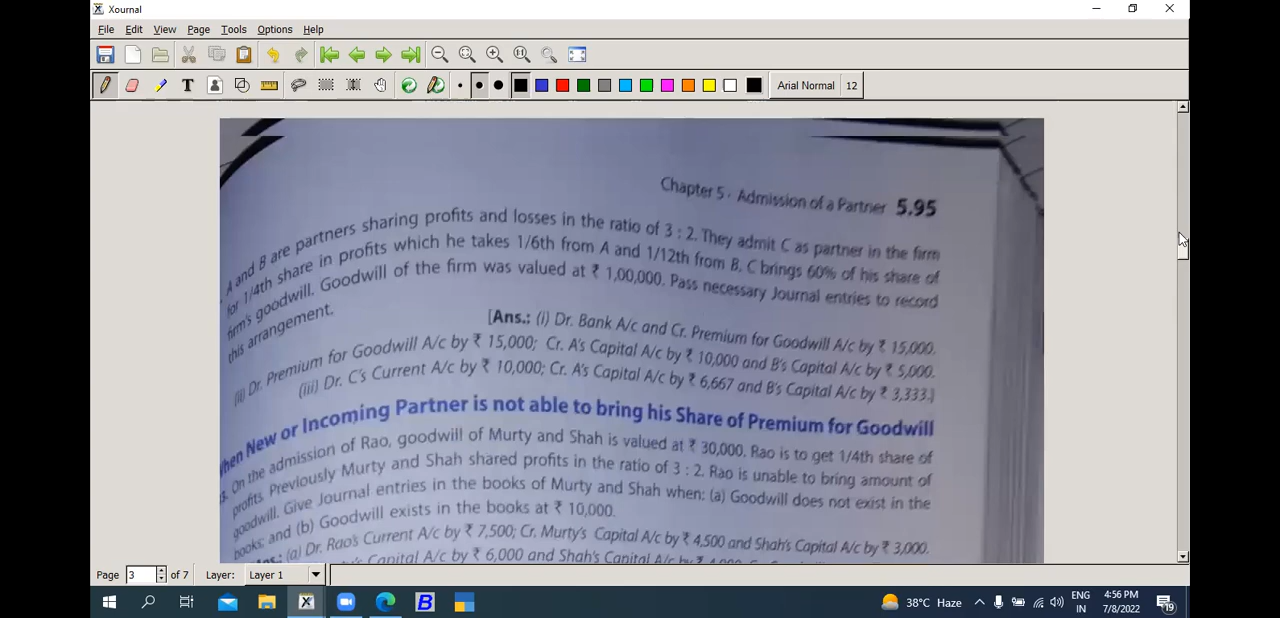 Xournal
File Edit View Page Tools Options Help
T
Arial Normal 12
Chapter 5 · Admission of a Partner 5.95
A and B are partners sharing profits and losses in the ratio of 3 : 2. They admit C as partner in the firm
for 1/4th share in profits which he takes 1/6th from A and 1/12th from B. C brings 60% of his share of
firm's goodwill. Goodwill of the firm was valued at ₹ 1,00,000. Pass necessary Journal entries to record
this arrangement.
[Ans.: (i) Dr. Bank A/c and Cr. Premium for Goodwill A/c by ₹ 15,000.
(ii) Dr. Premium for Goodwill A/c by ₹ 15,000; Cr. A's Capital A/c by ₹ 10,000 and B's Capital A/c by ₹ 5,000.
(iii) Dr. C's Current A/c by ₹ 10,000; Cr. A's Capital A/c by ₹ 6,667 and B's Capital A/c by ₹ 3,333.]
When New or Incoming Partner is not able to bring his Share of Premium for Goodwill
On the admission of Rao, goodwill of Murty and Shah is valued at ₹ 30,000. Rao is to get 1/4th share of
profits. Previously Murty and Shah shared profits in the ratio of 3 : 2. Rao is unable to bring amount of
goodwill. Give Journal entries in the books of Murty and Shah when: (a) Goodwill does not exist in the
books; and (b) Goodwill exists in the books at ₹ 10,000.
(a) Dr. Rao's Current A/c by ₹ 7,500; Cr. Murty's Capital A/c by ₹ 4,500 and Shah's Capital A/c by ₹ 3,000.
Capital A/c by ₹ 6,000 and Shah's Capital A/c by
Page 3 of 7 Layer: Layer 1
B 38°C Haze ENG IN 4:56 PM 7/8/2022 19